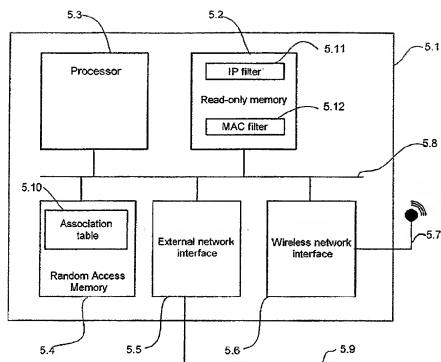 5.3
5.2
5.1
5.11
Processor
IP filter
Read-only memory
5.12
MAC filter
5.8
5.10
Association
table
Random Access
Memory
External network
interface
Wireless network
interface
5.7
5.4
5.5
5.6
5.9